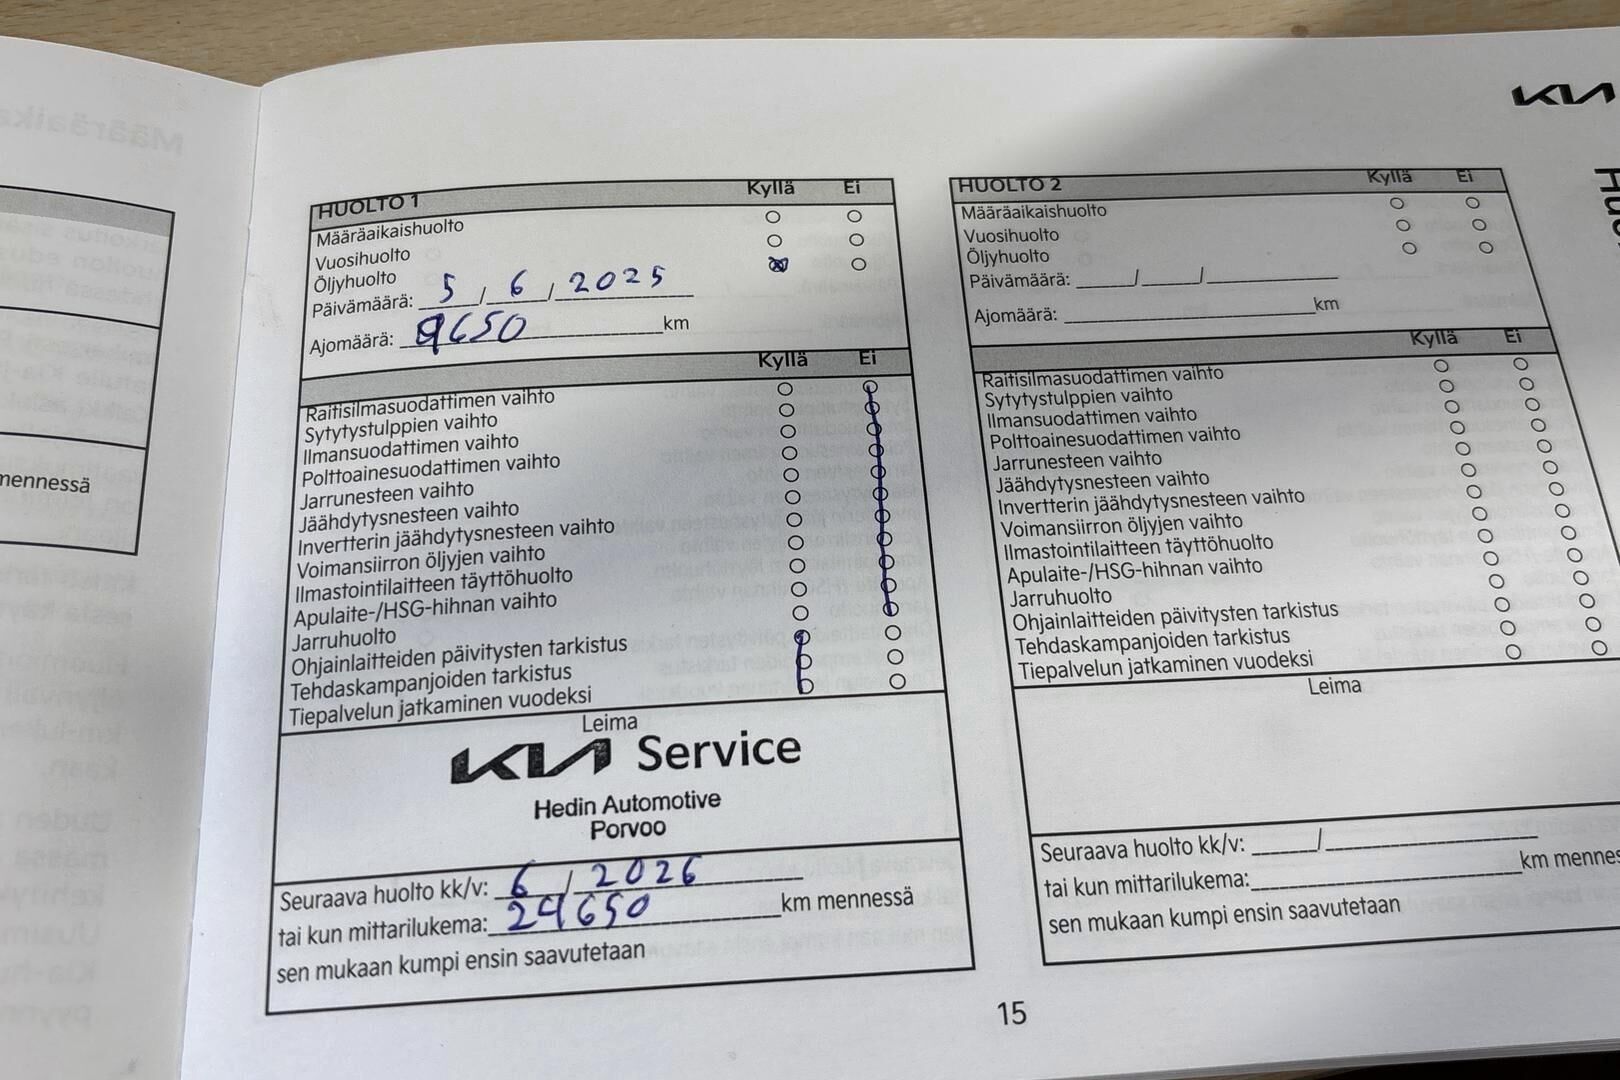 KIA
HUOLTO 1 Kyllä Ei
Määräaikaishuolto
Vuosihuolto
Öljyhuolto
Päivämäärä: 5 / 6 / 2025
Ajomäärä: 9650 km
Kyllä Ei
Raitisilmasuodattimen vaihto
Sytytystulppien vaihto
Ilmansuodattimen vaihto
Polttoainesuodattimen vaihto
Jarrunesteen vaihto
Jäähdytysnesteen vaihto
Invertterin jäähdytysnesteen vaihto
Voimansiirron öljyjen vaihto
Ilmastointilaitteen täyttöhuolto
Apulaite-/HSG-hihnan vaihto
Jarruhuolto
Ohjainlaitteiden päivitysten tarkistus
Tehdaskampanjoiden tarkistus
Tiepalvelun jatkaminen vuodeksi
Leima
KIA Service
Hedin Automotive
Porvoo
Seuraava huolto kk/v: 6 / 2026
tai kun mittarilukema: 24650 km mennessä
sen mukaan kumpi ensin saavutetaan
HUOLTO 2 Kyllä Ei
Määräaikaishuolto
Vuosihuolto
Öljyhuolto
Päivämäärä: / /
Ajomäärä: km
Kyllä Ei
Raitisilmasuodattimen vaihto
Sytytystulppien vaihto
Ilmansuodattimen vaihto
Polttoainesuodattimen vaihto
Jarrunesteen vaihto
Jäähdytysnesteen vaihto
Invertterin jäähdytysnesteen vaihto
Voimansiirron öljyjen vaihto
Ilmastointilaitteen täyttöhuolto
Apulaite-/HSG-hihnan vaihto
Jarruhuolto
Ohjainlaitteiden päivitysten tarkistus
Tehdaskampanjoiden tarkistus
Tiepalvelun jatkaminen vuodeksi
Leima
Seuraava huolto kk/v: /
tai kun mittarilukema: km mennes
sen mukaan kumpi ensin saavutetaan
mennessä
15